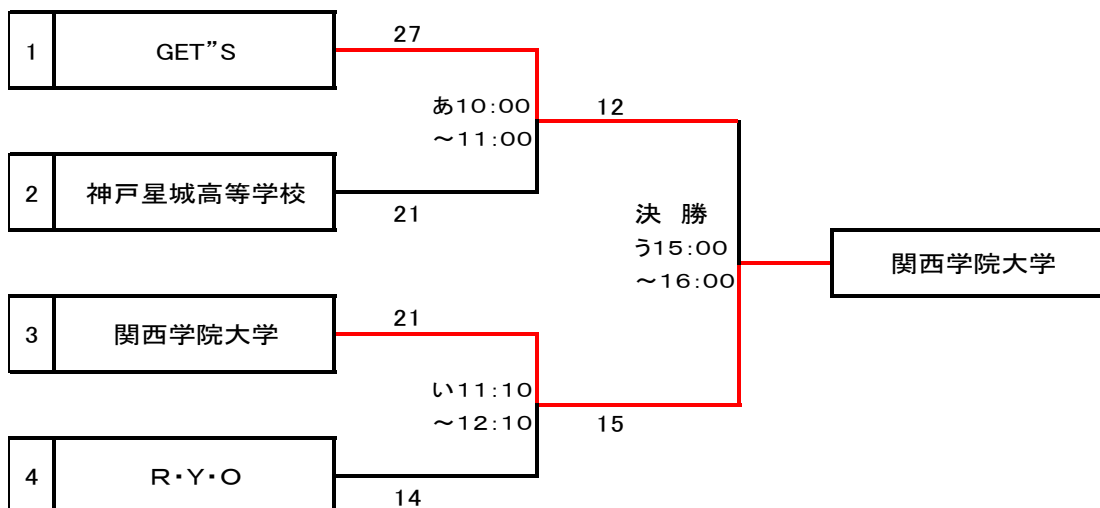 27
1 GET”S
あ10:00
～11:00
12
2 神戸星城高等学校
21
決 勝
う15:00
～16:00
関西学院大学
21
3 関西学院大学
い11:10
～12:10
15
4 R・Y・O
14